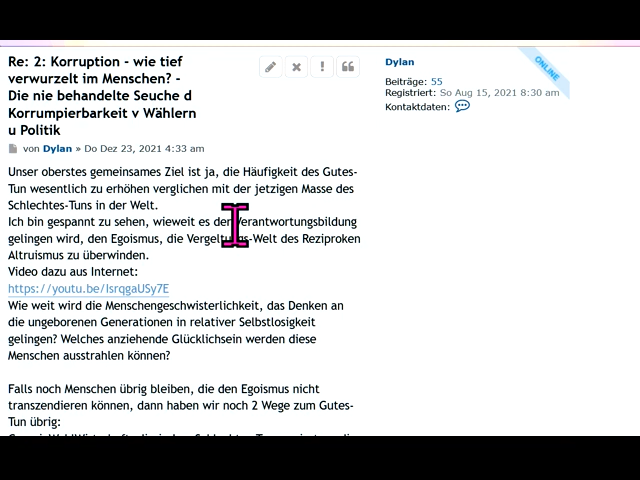 Re: 2: Korruption - wie tief
verwurzelt im Menschen? -
Die nie behandelte Seuche d
Korrumpierbarkeit v Wählern
u Politik
von Dylan » Do Dez 23, 2021 4:33 am
Dylan
Beiträge: 55
Registriert: So Aug 15, 2021 8:30 am
Kontaktdaten:
ONLINE
Unser oberstes gemeinsames Ziel ist ja, die Häufigkeit des Gutes-
Tun wesentlich zu erhöhen verglichen mit der jetzigen Masse des
Schlechtes-Tuns in der Welt.
Ich bin gespannt zu sehen, wieweit es der Verantwortungsbildung
gelingen wird, den Egoismus, die Vergeltungs-Welt des Reziproken
Altruismus zu überwinden.
Video dazu aus Internet:
https://youtu.be/IsrqgaUSy7E
Wie weit wird die Menschengeschwisterlichkeit, das Denken an
die ungeborenen Generationen in relativer Selbstlosigkeit
gelingen? Welches anziehende Glücklichsein werden diese
Menschen ausstrahlen können?
Falls noch Menschen übrig bleiben, die den Egoismus nicht
transzendieren können, dann haben wir noch 2 Wege zum Gutes-
Tun übrig: